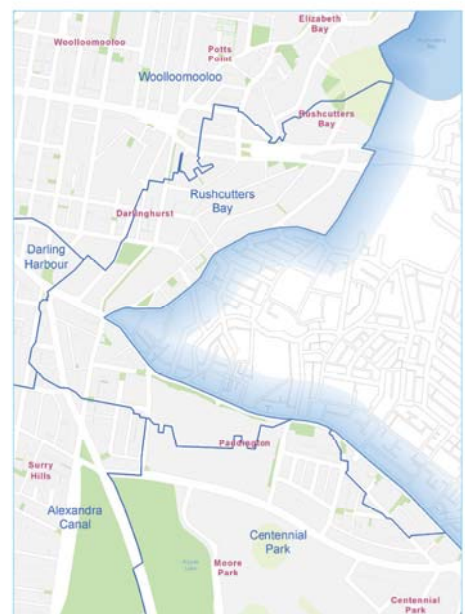 Elizabeth
Bay
Woolloomooloo
Potts
Point
Woolloomooloo
Rushcutters
Bay
Rushcutters
Bay
Darlinghurst
Darling
Harbour
Paddington
Surry
Hills
Alexandra
Canal
Centennial
Park
Moore
Park
Centennial
Park